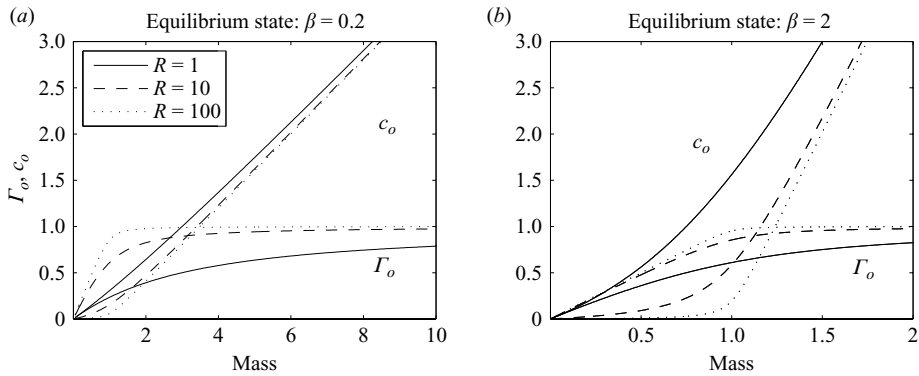 (a) Equilibrium state: β = 0.2
3.0
2.5
2.0
1.5
1.0
0.5
0
Γo, co
R = 1
R = 10
R = 100
co
Γo
2 4 6 8 10
Mass
(b) Equilibrium state: β = 2
3.0
2.5
2.0
1.5
1.0
0.5
0
co
Γo
0.5 1.0 1.5 2
Mass